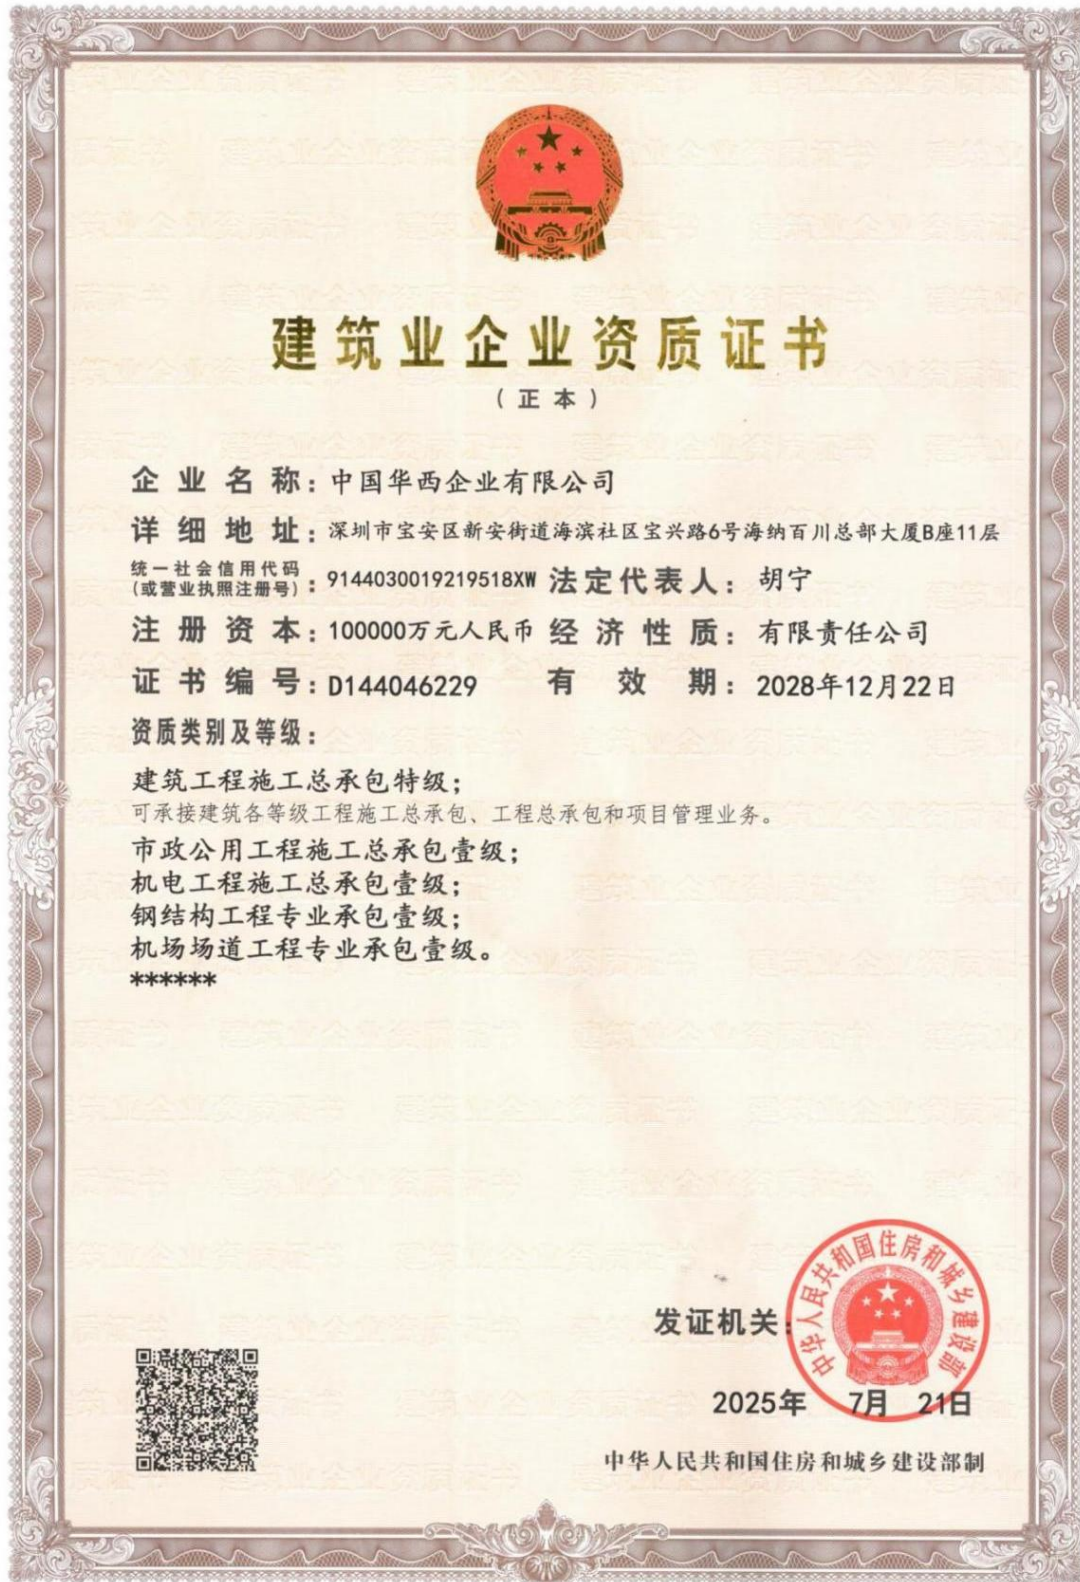 建筑业企业资质证书
(正本)
企业名称：中国华西企业有限公司
详细地址：深圳市宝安区新安街道海滨社区宝兴路6号海纳百川总部大厦B座11层
统一社会信用代码
(或营业执照注册号)：9144030019219518XW 法定代表人：胡宁
注册资本：100000万元人民币 经济性质：有限责任公司
证书编号：D144046229 有效期：2028年12月22日
资质类别及等级：
建筑工程施工总承包特级；
可承接建筑各等级工程施工总承包、工程总承包和项目管理业务。
市政公用工程施工总承包壹级；
机电工程施工总承包壹级；
钢结构工程专业承包壹级；
机场场道工程专业承包壹级。
******
发证机关：
中华人民共和国住房和城乡建设部
2025年 7月 21日
中华人民共和国住房和城乡建设部制